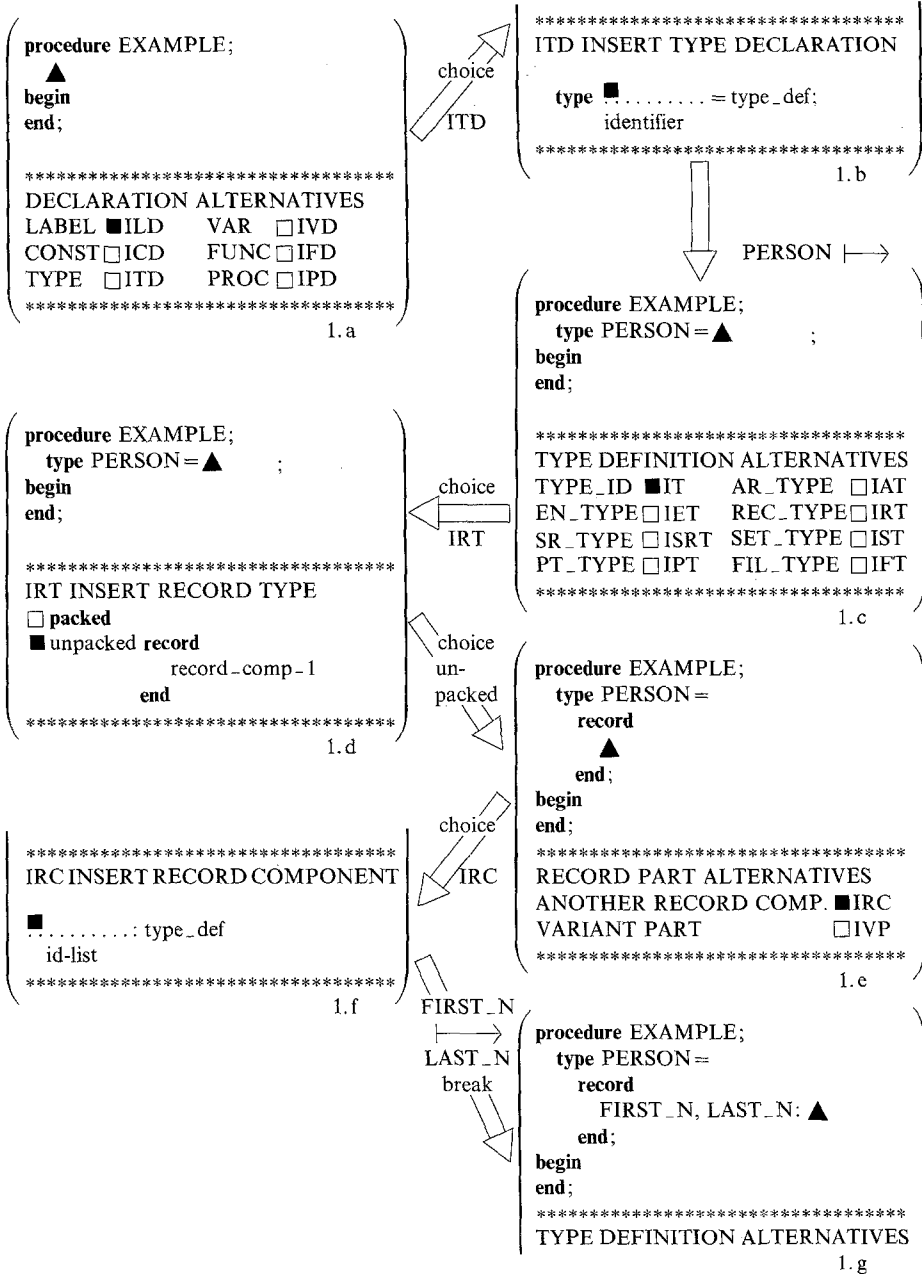 procedure EXAMPLE;
▲
begin
end;
**********************************
DECLARATION ALTERNATIVES
LABEL ■ILD VAR □IVD
CONST□ICD FUNC□IFD
TYPE □ITD PROC□IPD
**********************************
1.a
choice
ITD
**********************************
ITD INSERT TYPE DECLARATION
type ■.......... = type_def;
identifier
**********************************
1.b
PERSON ↦
procedure EXAMPLE;
type PERSON=▲ ;
begin
end;
**********************************
TYPE DEFINITION ALTERNATIVES
TYPE_ID ■IT AR_TYPE □IAT
EN_TYPE□IET REC_TYPE□IRT
SR_TYPE □ISRT SET_TYPE □IST
PT_TYPE □IPT FIL_TYPE □IFT
**********************************
1.c
choice
IRT
procedure EXAMPLE;
type PERSON=▲ ;
begin
end;
**********************************
IRT INSERT RECORD TYPE
□ packed
■ unpacked record
record_comp_1
end
**********************************
1.d
choice
un-
packed
procedure EXAMPLE;
type PERSON=
record
▲
end;
begin
end;
**********************************
RECORD PART ALTERNATIVES
ANOTHER RECORD COMP. ■IRC
VARIANT PART □IVP
**********************************
1.e
choice
IRC
**********************************
IRC INSERT RECORD COMPONENT
■..........: type_def
id-list
**********************************
1.f
FIRST_N
↦
LAST_N
break
procedure EXAMPLE;
type PERSON=
record
FIRST_N, LAST_N: ▲
end;
begin
end;
**********************************
TYPE DEFINITION ALTERNATIVES
1.g